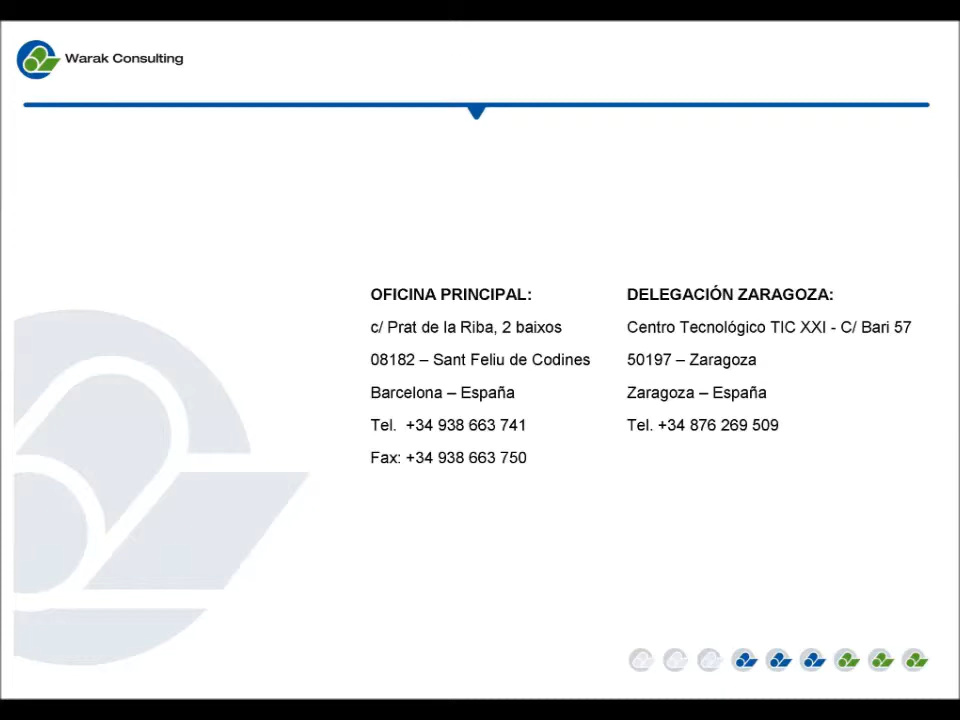 Warak Consulting
OFICINA PRINCIPAL:
c/ Prat de la Riba, 2 baixos
08182 – Sant Feliu de Codines
Barcelona – España
Tel.  +34 938 663 741
Fax: +34 938 663 750
DELEGACIÓN ZARAGOZA:
Centro Tecnológico TIC XXI - C/ Bari 57
50197 – Zaragoza
Zaragoza – España
Tel. +34 876 269 509